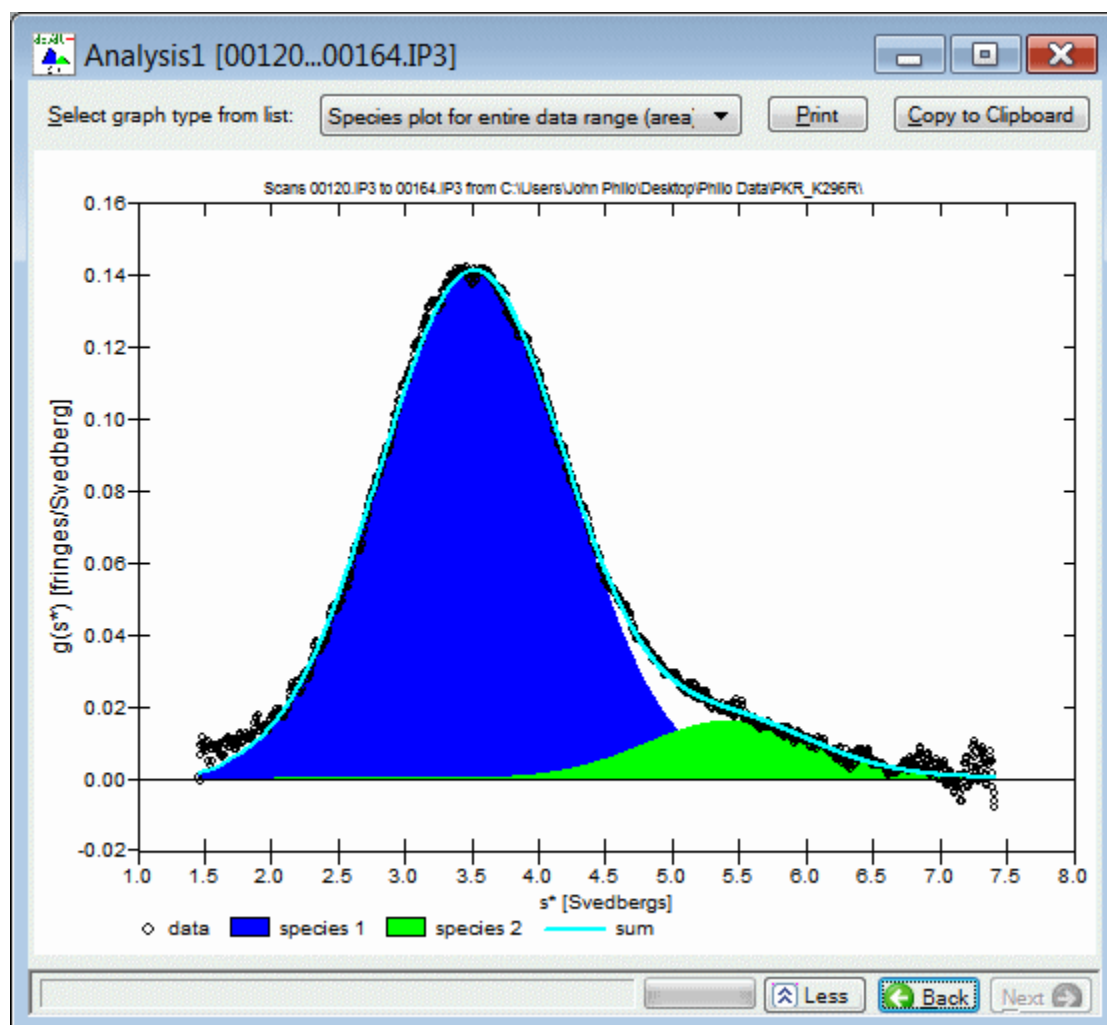 Analysis1 [00120...00164.IP3]
Select graph type from list: Species plot for entire data range (area) Print Copy to Clipboard
Scans 00120.IP3 to 00164.IP3 from C:\Users\John Philo\Desktop\Philo Data\PKR_K296R\
0.16
0.14
0.12
0.10
0.08
0.06
0.04
0.02
0.00
-0.02
g(s*) [fringes/Svedberg]
1.0 1.5 2.0 2.5 3.0 3.5 4.0 4.5 5.0 5.5 6.0 6.5 7.0 7.5 8.0
s* [Svedbergs]
data species 1 species 2 sum
Less Back Next